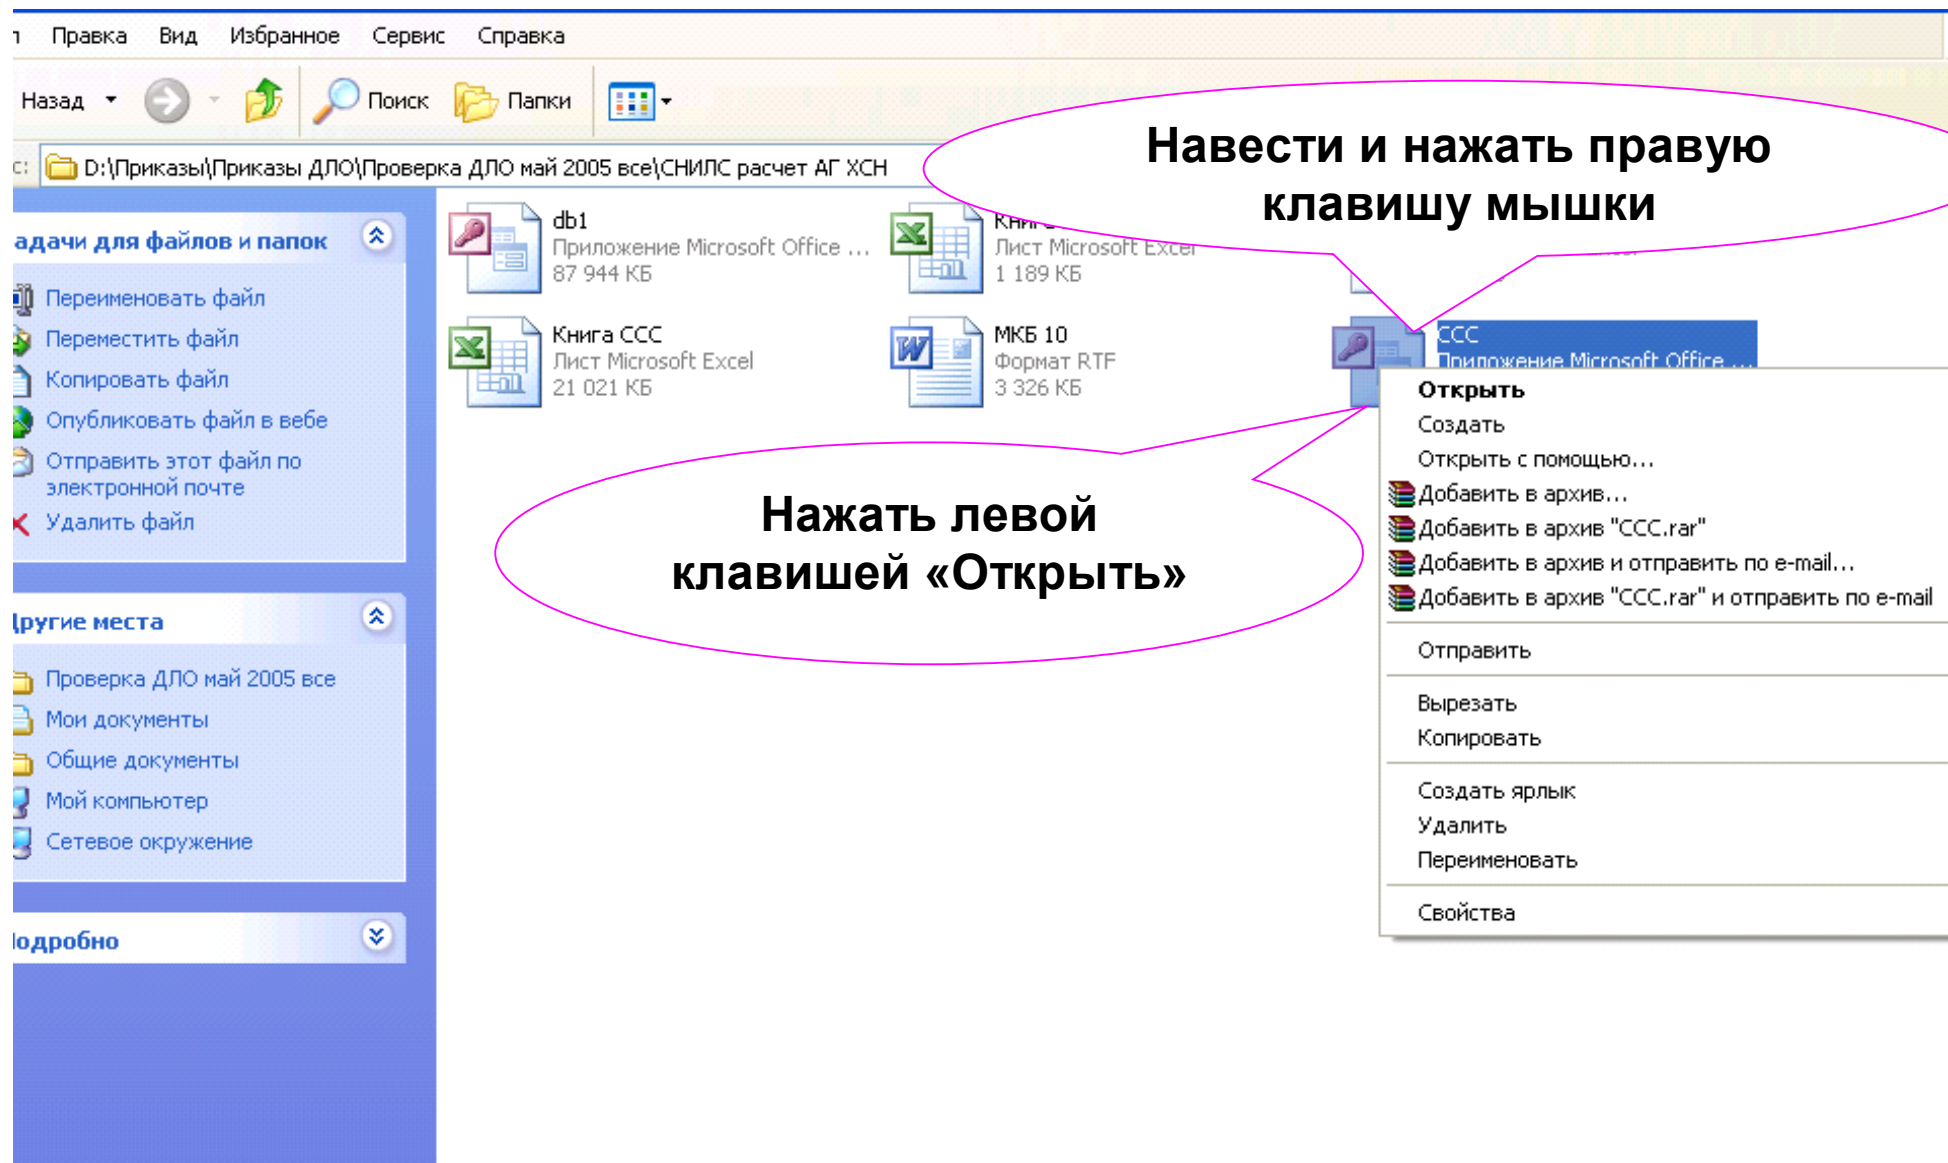 Правка Вид Избранное Сервис Справка
Назад Поиск Папки
D:\Приказы\Приказы ДЛО\Проверка ДЛО май 2005 все\СНИЛС расчет АГ ХСН
Навести и нажать правую
клавишу мышки
адачи для файлов и папок
Переименовать файл
Переместить файл
Копировать файл
Опубликовать файл в вебе
Отправить этот файл по
электронной почте
Удалить файл
Другие места
Проверка ДЛО май 2005 все
Мои документы
Общие документы
Мой компьютер
Сетевое окружение
Подробно
db1
Приложение Microsoft Office ...
87 944 КБ
Лист Microsoft Excel
1 189 КБ
Книга ССС
Лист Microsoft Excel
21 021 КБ
МКБ 10
Формат RTF
3 326 КБ
ССС
Приложение Microsoft Office ...
Нажать левой
клавишей «Открыть»
Открыть
Создать
Открыть с помощью...
Добавить в архив...
Добавить в архив "ССС.rar"
Добавить в архив и отправить по e-mail...
Добавить в архив "ССС.rar" и отправить по e-mail
Отправить
Вырезать
Копировать
Создать ярлык
Удалить
Переименовать
Свойства